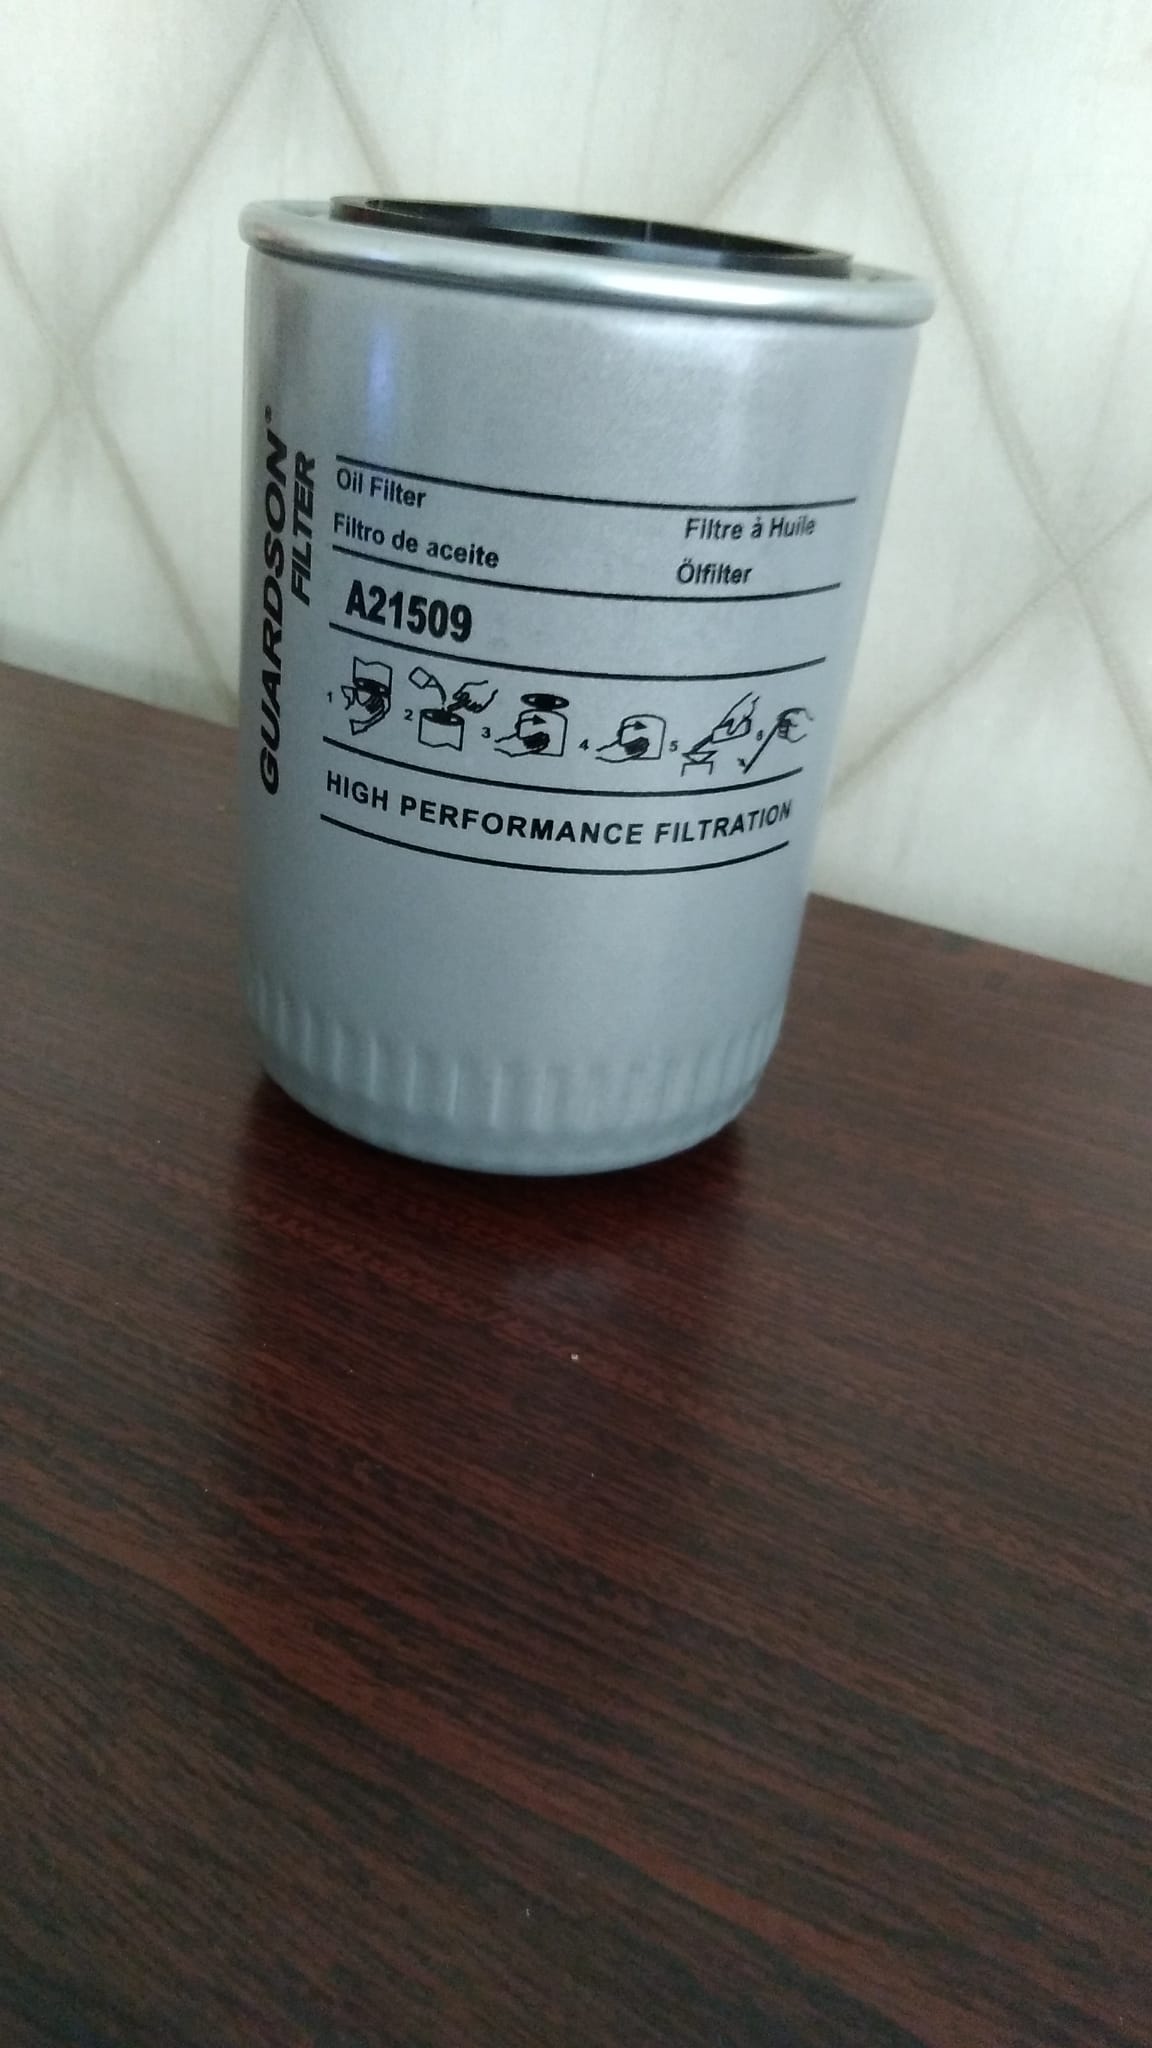 GUARDSON®
FILTER
Oil Filter
Filtre à Huile
Filtro de aceite
Ölfilter
A21509
1 2 3 4 5 6
HIGH PERFORMANCE FILTRATION